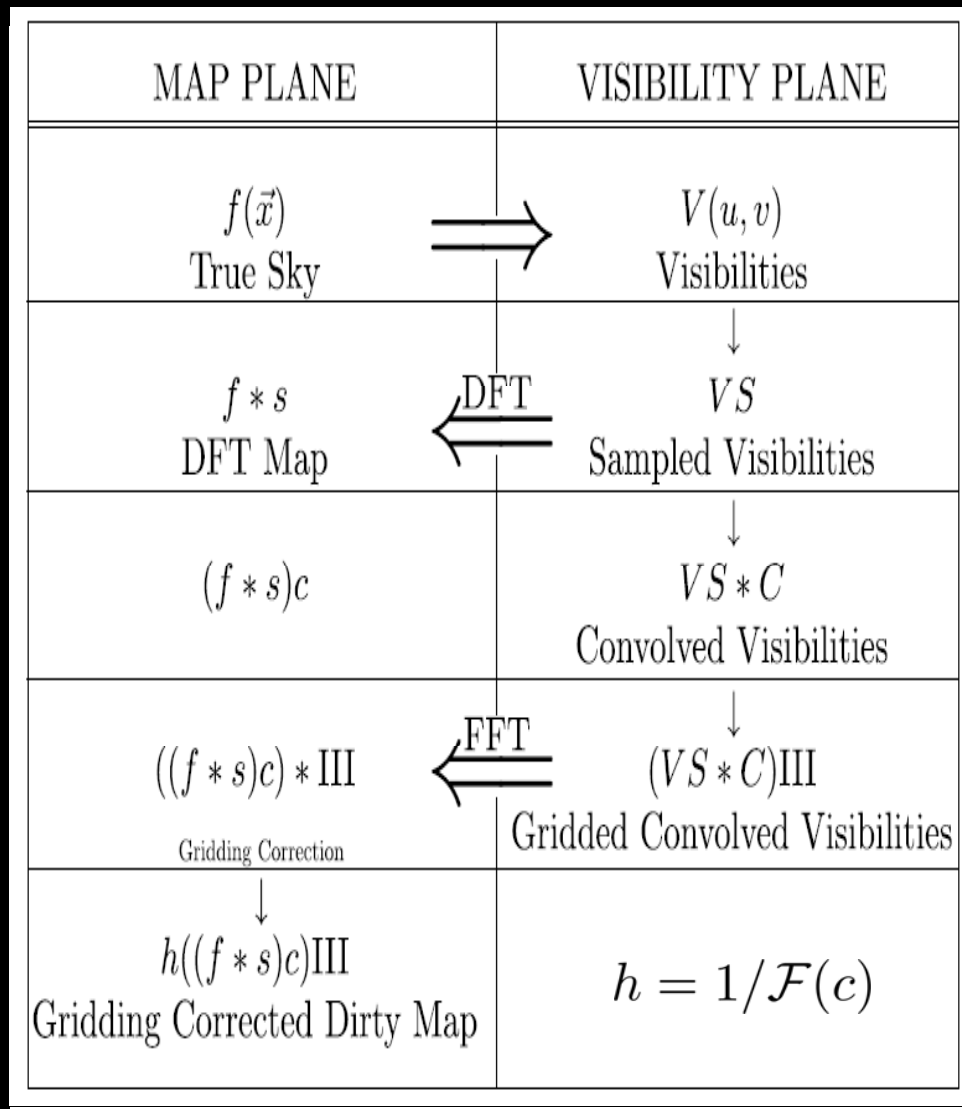 MAP PLANE
VISIBILITY PLANE
f(x⃗)
True Sky
⇒
V(u, v)
Visibilities
↓
f * s
DFT Map
DFT
⇐
V S
Sampled Visibilities
↓
(f * s)c
V S * C
Convolved Visibilities
↓
((f * s)c) * III
Gridding Correction
FFT
⇐
(V S * C)III
Gridded Convolved Visibilities
↓
h((f * s)c)III
Gridding Corrected Dirty Map
h = 1/ℱ(c)